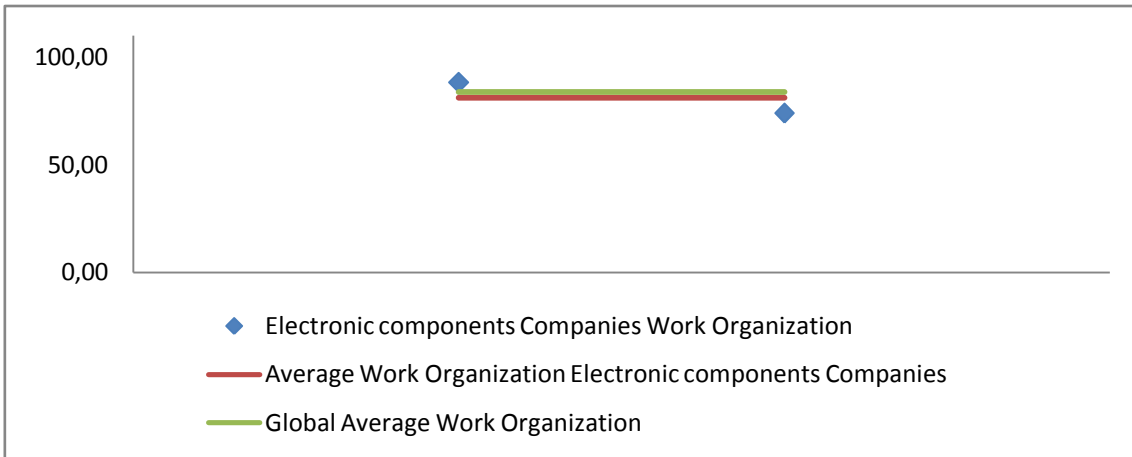 100,00
50,00
0,00
Electronic components Companies Work Organization
Average Work Organization Electronic components Companies
Global Average Work Organization